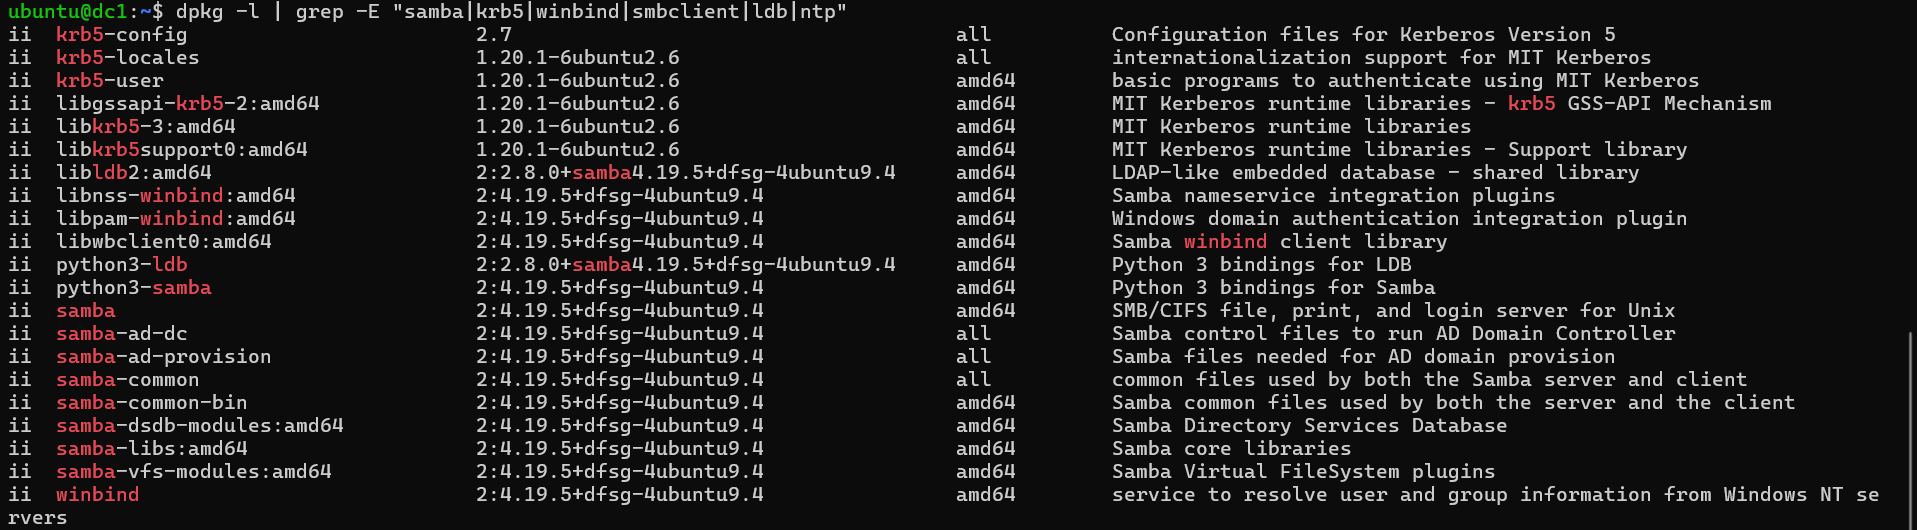 ubuntu@dc1:~$ dpkg -l | grep -E "samba|krb5|winbind|smbclient|ldb|ntp"
ii  krb5-config                        2.7                                     all          Configuration files for Kerberos Version 5
ii  krb5-locales                       1.20.1-6ubuntu2.6                       all          internationalization support for MIT Kerberos
ii  krb5-user                          1.20.1-6ubuntu2.6                       amd64        basic programs to authenticate using MIT Kerberos
ii  libgssapi-krb5-2:amd64             1.20.1-6ubuntu2.6                       amd64        MIT Kerberos runtime libraries - krb5 GSS-API Mechanism
ii  libkrb5-3:amd64                    1.20.1-6ubuntu2.6                       amd64        MIT Kerberos runtime libraries
ii  libkrb5support0:amd64              1.20.1-6ubuntu2.6                       amd64        MIT Kerberos runtime libraries - Support library
ii  libldb2:amd64                      2:2.8.0+samba4.19.5+dfsg-4ubuntu9.4     amd64        LDAP-like embedded database - shared library
ii  libnss-winbind:amd64               2:4.19.5+dfsg-4ubuntu9.4                amd64        Samba nameservice integration plugins
ii  libpam-winbind:amd64               2:4.19.5+dfsg-4ubuntu9.4                amd64        Windows domain authentication integration plugin
ii  libwbclient0:amd64                 2:4.19.5+dfsg-4ubuntu9.4                amd64        Samba winbind client library
ii  python3-ldb                        2:2.8.0+samba4.19.5+dfsg-4ubuntu9.4     amd64        Python 3 bindings for LDB
ii  python3-samba                      2:4.19.5+dfsg-4ubuntu9.4                amd64        Python 3 bindings for Samba
ii  samba                              2:4.19.5+dfsg-4ubuntu9.4                amd64        SMB/CIFS file, print, and login server for Unix
ii  samba-ad-dc                        2:4.19.5+dfsg-4ubuntu9.4                all          Samba control files to run AD Domain Controller
ii  samba-ad-provision                 2:4.19.5+dfsg-4ubuntu9.4                all          Samba files needed for AD domain provision
ii  samba-common                       2:4.19.5+dfsg-4ubuntu9.4                all          common files used by both the Samba server and client
ii  samba-common-bin                   2:4.19.5+dfsg-4ubuntu9.4                amd64        Samba common files used by both the server and the client
ii  samba-dsdb-modules:amd64           2:4.19.5+dfsg-4ubuntu9.4                amd64        Samba Directory Services Database
ii  samba-libs:amd64                   2:4.19.5+dfsg-4ubuntu9.4                amd64        Samba core libraries
ii  samba-vfs-modules:amd64            2:4.19.5+dfsg-4ubuntu9.4                amd64        Samba Virtual FileSystem plugins
ii  winbind                            2:4.19.5+dfsg-4ubuntu9.4                amd64        service to resolve user and group information from Windows NT se
rvers